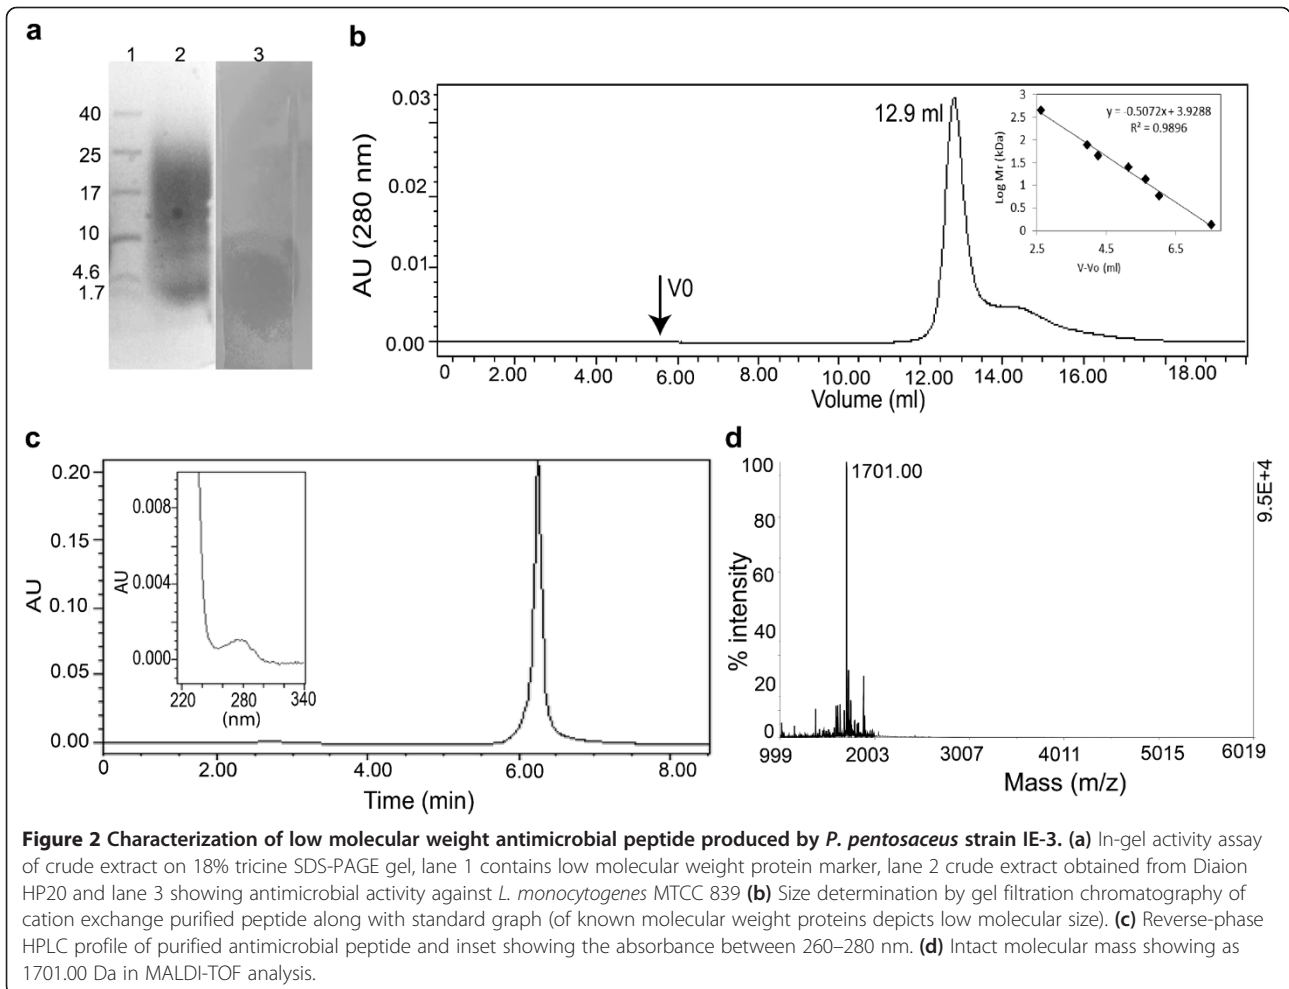 a
1 2 3
40
25
17
10
4.6
1.7
b
AU (280 nm)
0.03
0.02
0.01
0.00
12.9 ml
V0
0 2.00 4.00 6.00 8.00 10.00 12.00 14.00 16.00 18.00
Volume (ml)
Log Mr (kDa)
3
2.5
2
1.5
1
0.5
0
y = -0.5072x + 3.9288
R² = 0.9896
2.5 4.5 6.5
V-Vo (ml)
c
AU
0.20
0.15
0.10
0.05
0.00
AU
0.008
0.004
0.000
220 280 340
(nm)
0 2.00 4.00 6.00 8.00
Time (min)
d
% intensity
100
80
60
40
20
0
1701.00
9.5E+4
999 2003 3007 4011 5015 6019
Mass (m/z)
Figure 2 Characterization of low molecular weight antimicrobial peptide produced by P. pentosaceus strain IE-3. (a) In-gel activity assay
of crude extract on 18% tricine SDS-PAGE gel, lane 1 contains low molecular weight protein marker, lane 2 crude extract obtained from Diaion
HP20 and lane 3 showing antimicrobial activity against L. monocytogenes MTCC 839 (b) Size determination by gel filtration chromatography of
cation exchange purified peptide along with standard graph (of known molecular weight proteins depicts low molecular size). (c) Reverse-phase
HPLC profile of purified antimicrobial peptide and inset showing the absorbance between 260–280 nm. (d) Intact molecular mass showing as
1701.00 Da in MALDI-TOF analysis.